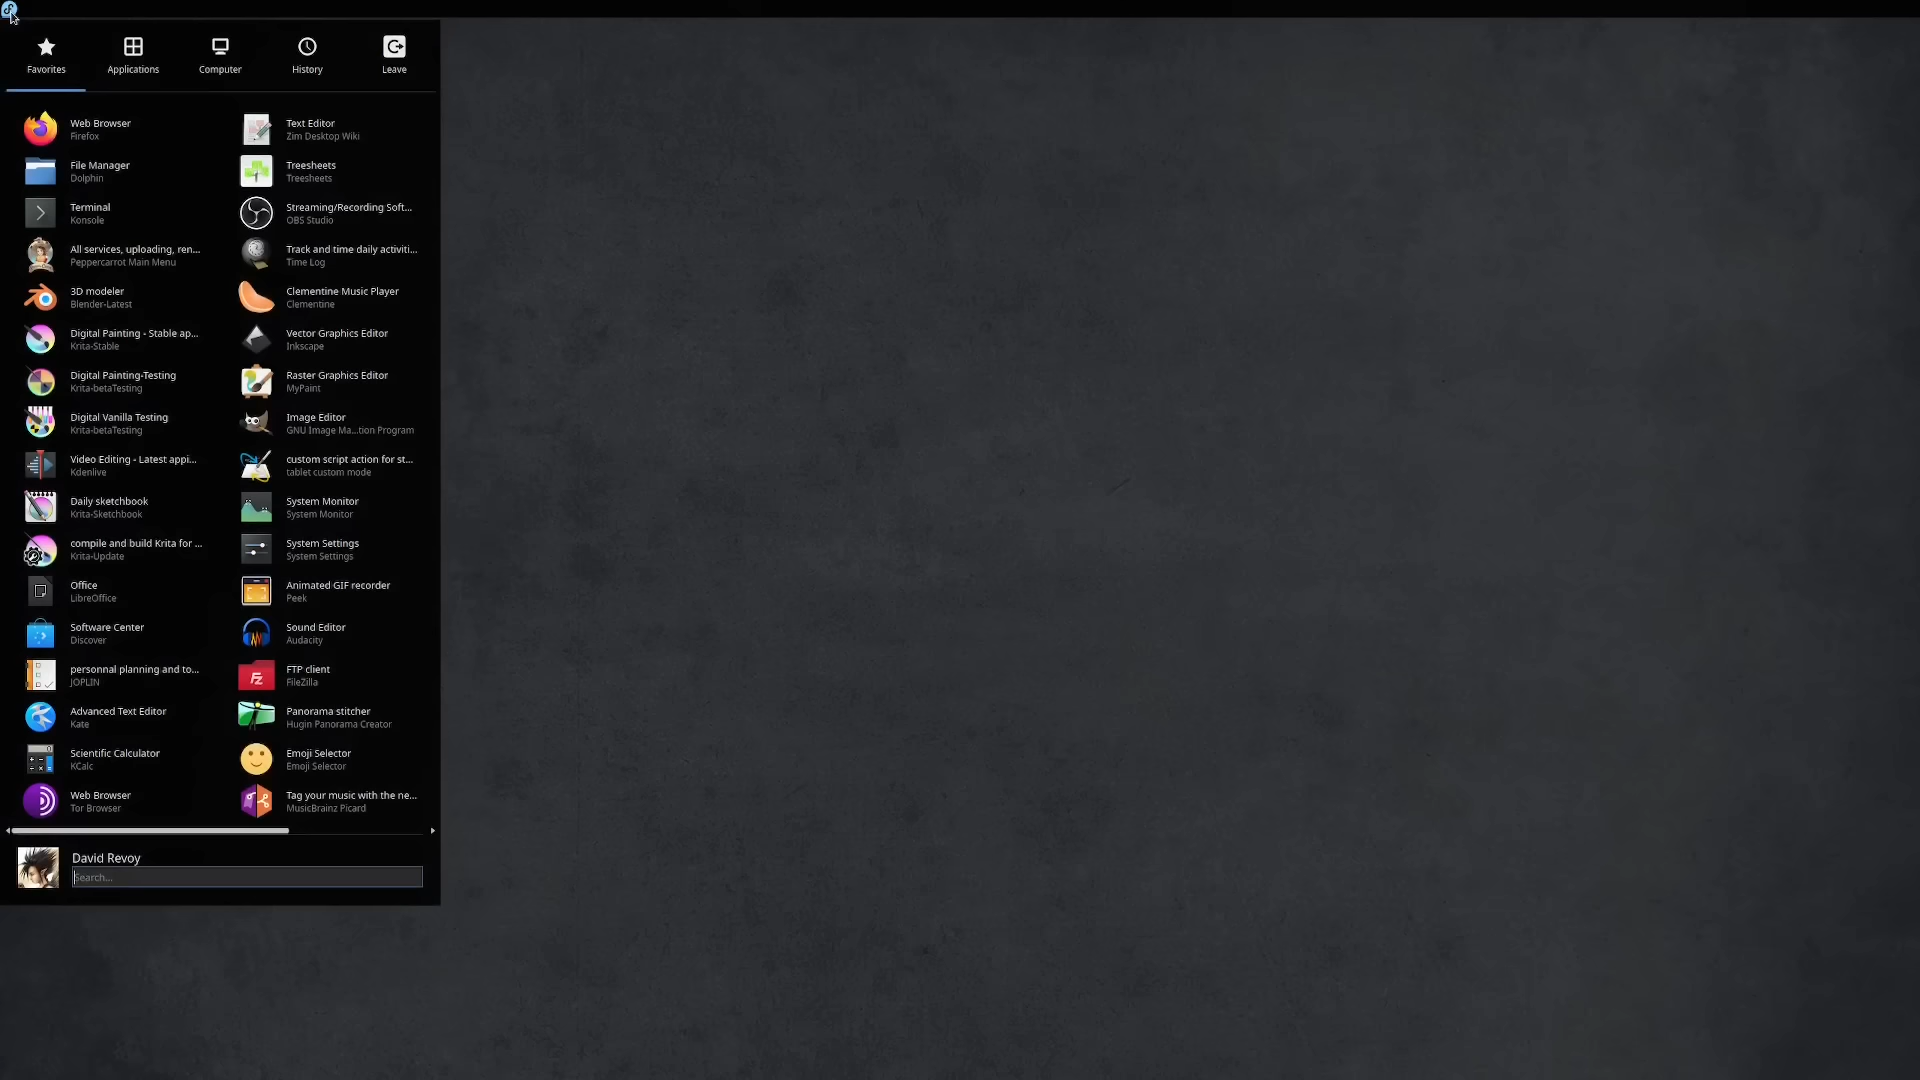 Favorites
Applications
Computer
History
Leave
Web Browser
Firefox
File Manager
Dolphin
Terminal
Konsole
All services, uploading, ren...
Peppercarrot Main Menu
3D modeler
Blender-Latest
Digital Painting - Stable ap...
Krita-Stable
Digital Painting-Testing
Krita-betaTesting
Digital Vanilla Testing
Krita-betaTesting
Video Editing - Latest appi...
Kdenlive
Daily sketchbook
Krita-Sketchbook
compile and build Krita for ...
Krita-Update
Office
LibreOffice
Software Center
Discover
personnal planning and to...
JOPLIN
Advanced Text Editor
Kate
Scientific Calculator
KCalc
Web Browser
Tor Browser
Text Editor
Zim Desktop Wiki
Treesheets
Treesheets
Streaming/Recording Soft...
OBS Studio
Track and time daily activiti...
Time Log
Clementine Music Player
Clementine
Vector Graphics Editor
Inkscape
Raster Graphics Editor
MyPaint
Image Editor
GNU Image Ma...tion Program
custom script action for st...
tablet custom mode
System Monitor
System Monitor
System Settings
System Settings
Animated GIF recorder
Peek
Sound Editor
Audacity
FTP client
FileZilla
Panorama stitcher
Hugin Panorama Creator
Emoji Selector
Emoji Selector
Tag your music with the ne...
MusicBrainz Picard
David Revoy
Search...